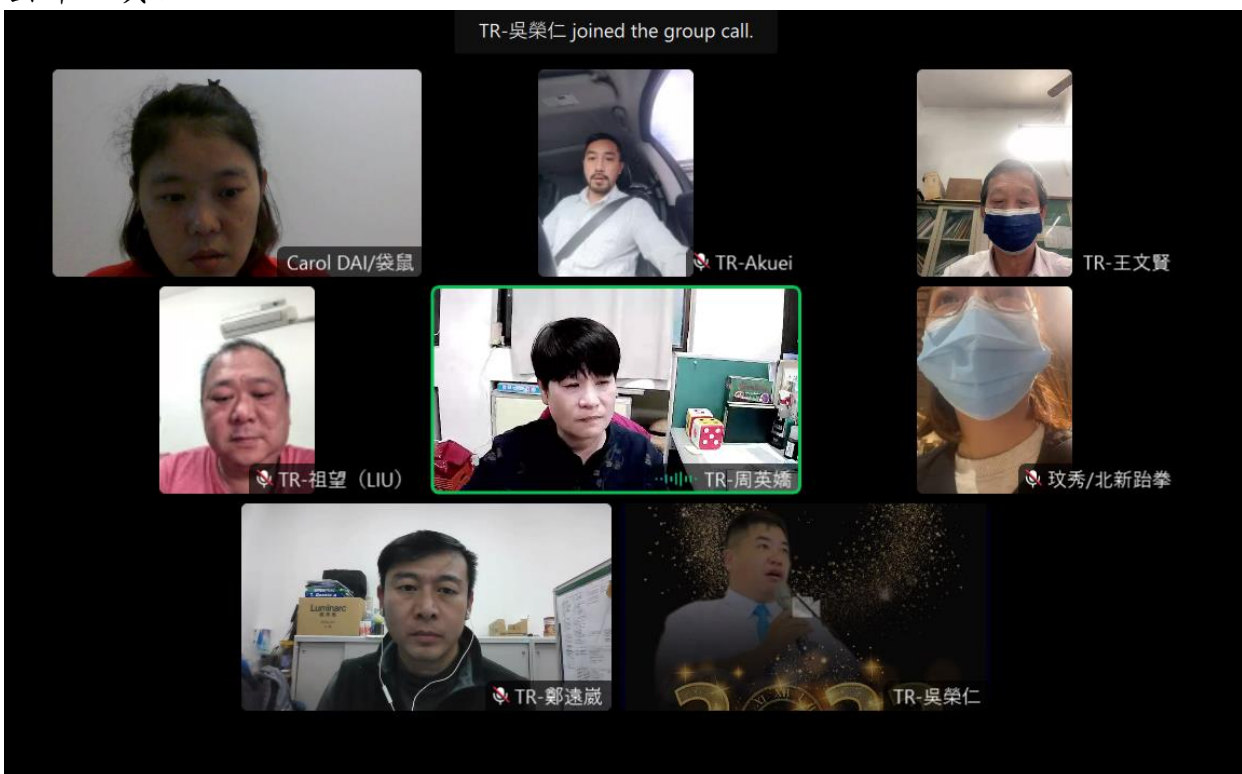 TR-吳榮仁 joined the group call.
Carol DAI/袋鼠
TR-Akuei
TR-王文賢
TR-祖望（LIU）
TR-周英嬌
玟秀/北新跆拳
Luminarc
TR-鄭遠崴
TR-吳榮仁